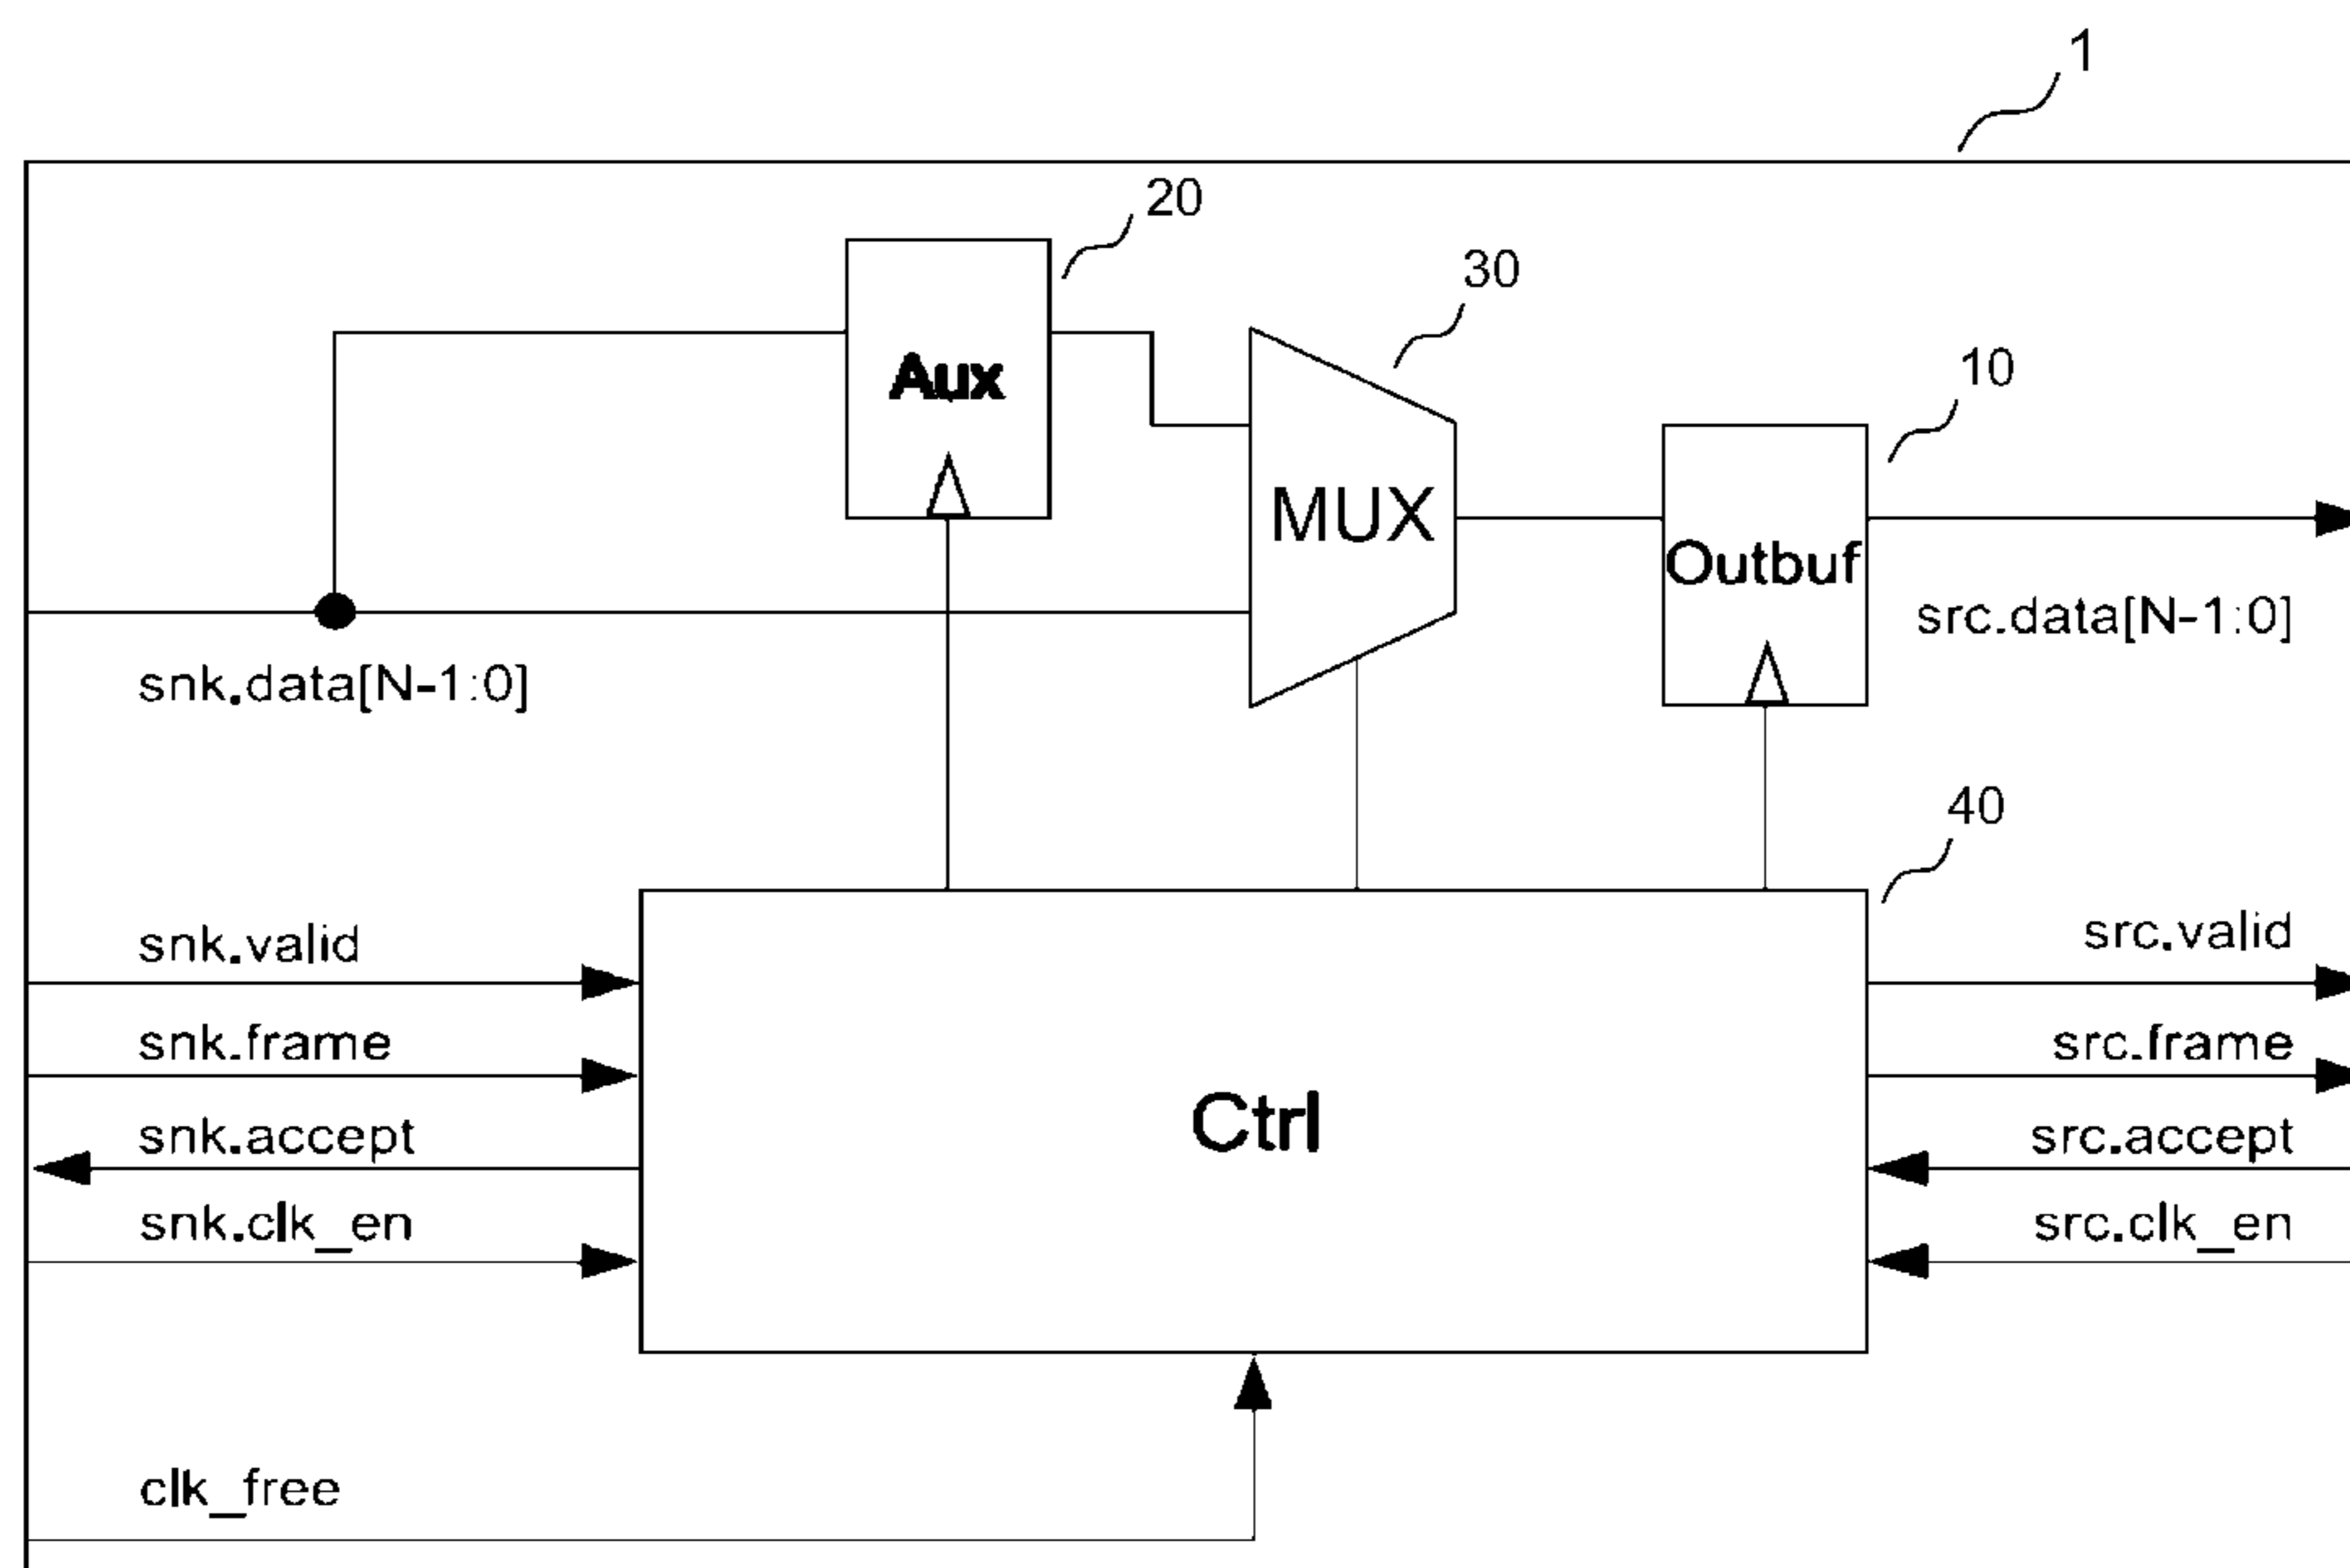 1
20
30
Aux
10
MUX
Outbuf
src.data[N-1:0]
snk.data[N-1:0]
40
snk.valid
src.valid
snk.frame
src.frame
Ctrl
snk.accept
src.accept
snk.clk_en
src.clk_en
clk_free